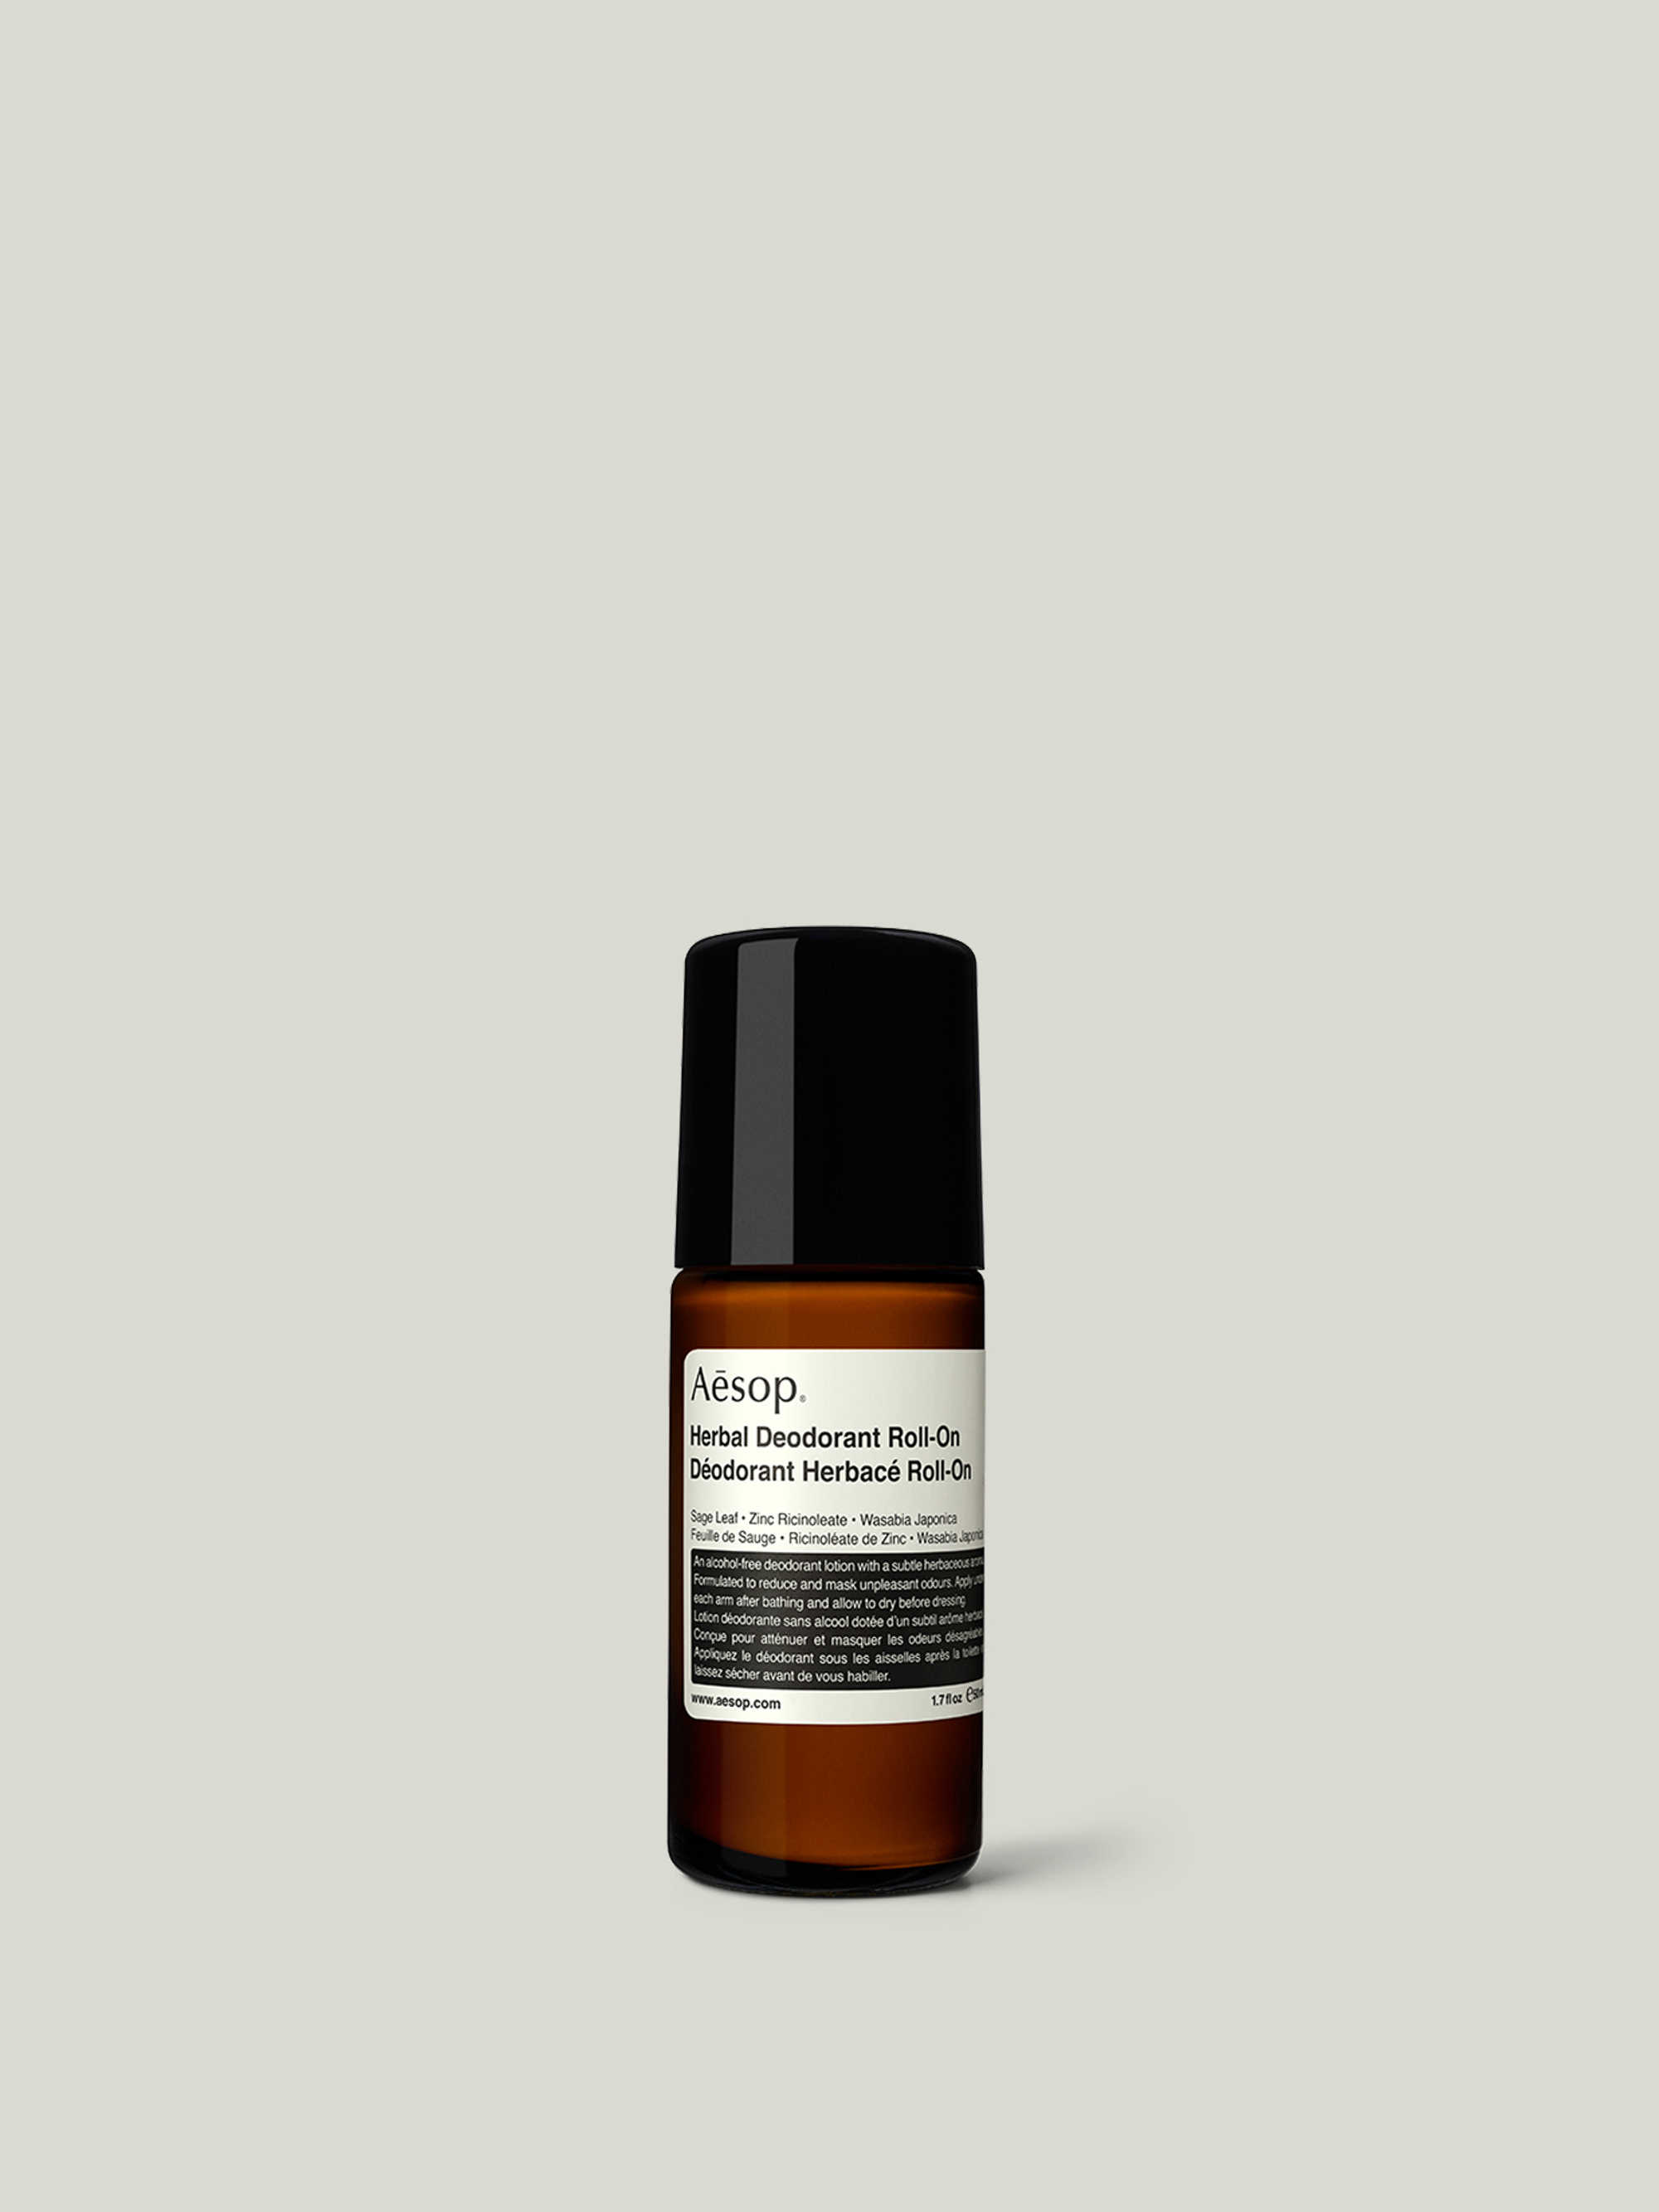 Aēsop®
Herbal Deodorant Roll-On
Déodorant Herbacé Roll-On
Sage Leaf • Zinc Ricinoleate • Wasabia Japonica
Feuille de Sauge • Ricinoléate de Zinc • Wasabia Japonica
An alcohol-free deodorant lotion with a subtle herbaceous
Formulated to reduce and mask unpleasant odours. Apply
each arm after bathing and allow to dry before dressing.
Lotion déodorante sans alcool dotée d'un subtil arôme
Conçue pour atténuer et masquer les odeurs
Appliquez le déodorant sous les aisselles après la toilette
laissez sécher avant de vous habiller.
www.aesop.com 1.7 fl oz ℮ 50